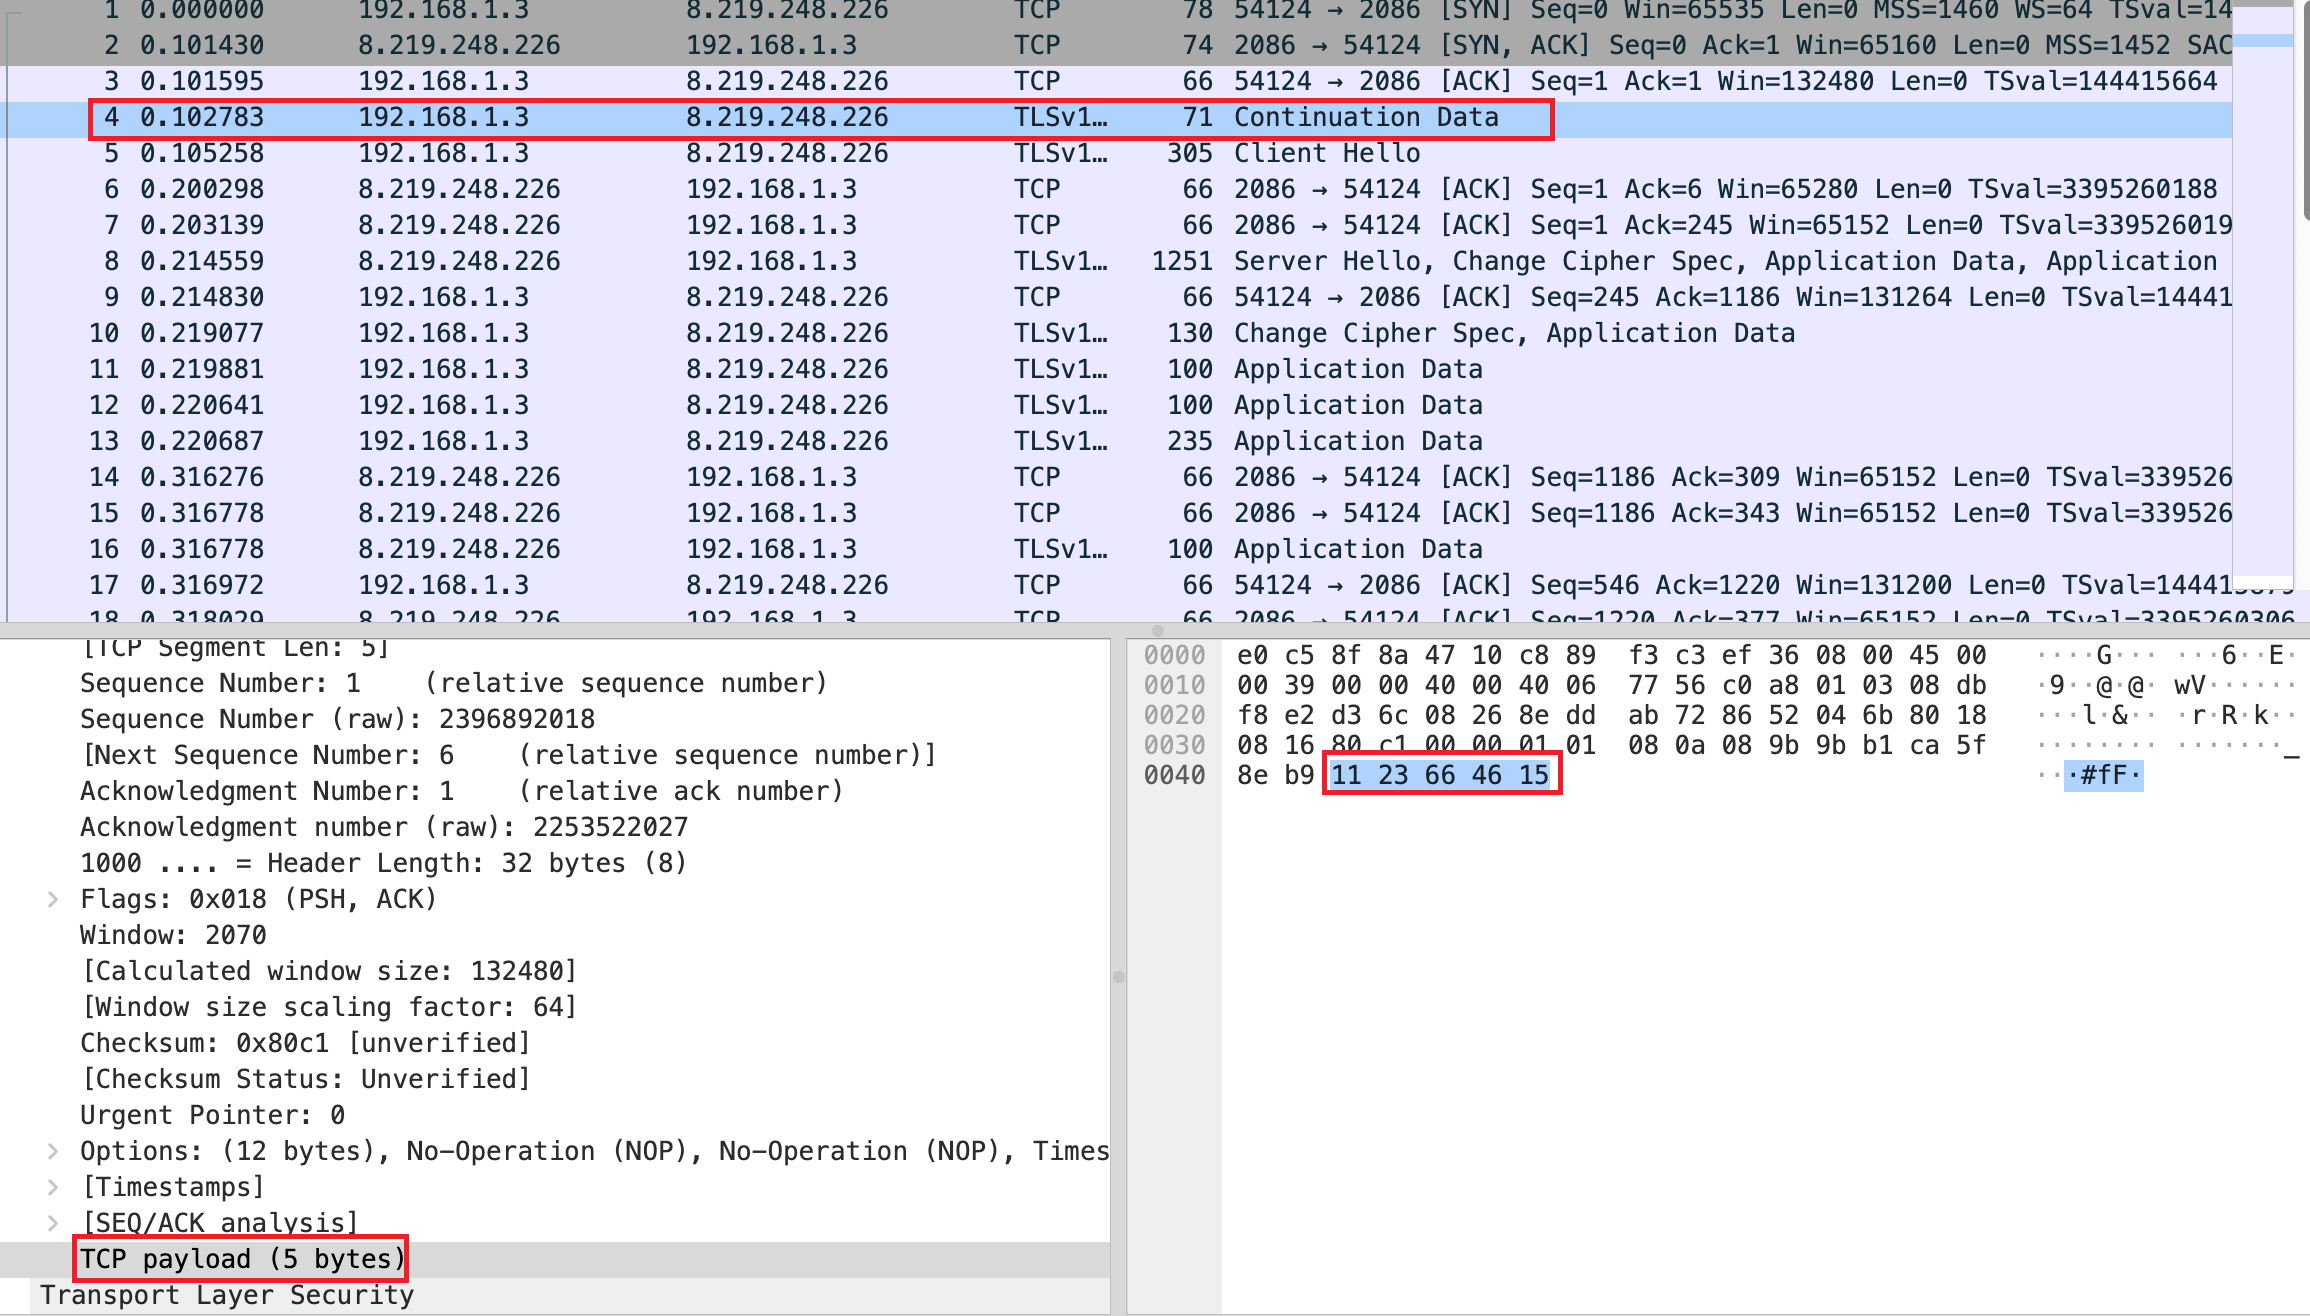 1 0.000000 192.168.1.3 8.219.248.226 TCP 78 54124 → 2086 [SYN] Seq=0 Win=65535 Len=0 MSS=1460 WS=64 TSval=14
2 0.101430 8.219.248.226 192.168.1.3 TCP 74 2086 → 54124 [SYN, ACK] Seq=0 Ack=1 Win=65160 Len=0 MSS=1452 SAC
3 0.101595 192.168.1.3 8.219.248.226 TCP 66 54124 → 2086 [ACK] Seq=1 Ack=1 Win=132480 Len=0 TSval=144415664
4 0.102783 192.168.1.3 8.219.248.226 TLSv1… 71 Continuation Data
5 0.105258 192.168.1.3 8.219.248.226 TLSv1… 305 Client Hello
6 0.200298 8.219.248.226 192.168.1.3 TCP 66 2086 → 54124 [ACK] Seq=1 Ack=6 Win=65280 Len=0 TSval=3395260188
7 0.203139 8.219.248.226 192.168.1.3 TCP 66 2086 → 54124 [ACK] Seq=1 Ack=245 Win=65152 Len=0 TSval=339526019
8 0.214559 8.219.248.226 192.168.1.3 TLSv1… 1251 Server Hello, Change Cipher Spec, Application Data, Application
9 0.214830 192.168.1.3 8.219.248.226 TCP 66 54124 → 2086 [ACK] Seq=245 Ack=1186 Win=131264 Len=0 TSval=14441
10 0.219077 192.168.1.3 8.219.248.226 TLSv1… 130 Change Cipher Spec, Application Data
11 0.219881 192.168.1.3 8.219.248.226 TLSv1… 100 Application Data
12 0.220641 192.168.1.3 8.219.248.226 TLSv1… 100 Application Data
13 0.220687 192.168.1.3 8.219.248.226 TLSv1… 235 Application Data
14 0.316276 8.219.248.226 192.168.1.3 TCP 66 2086 → 54124 [ACK] Seq=1186 Ack=309 Win=65152 Len=0 TSval=339526
15 0.316778 8.219.248.226 192.168.1.3 TCP 66 2086 → 54124 [ACK] Seq=1186 Ack=343 Win=65152 Len=0 TSval=339526
16 0.316778 8.219.248.226 192.168.1.3 TLSv1… 100 Application Data
17 0.316972 192.168.1.3 8.219.248.226 TCP 66 54124 → 2086 [ACK] Seq=546 Ack=1220 Win=131200 Len=0
18 0.318029 8.219.248.226 192.168.1.3 TCP 66 2086 → 54124 [ACK] Seq=1220 Ack=377 Win=65152 Len=0 TSval=3395260306
[TCP Segment Len: 5]
Sequence Number: 1 (relative sequence number)
Sequence Number (raw): 2396892018
[Next Sequence Number: 6 (relative sequence number)]
Acknowledgment Number: 1 (relative ack number)
Acknowledgment number (raw): 2253522027
1000 .... = Header Length: 32 bytes (8)
Flags: 0x018 (PSH, ACK)
Window: 2070
[Calculated window size: 132480]
[Window size scaling factor: 64]
Checksum: 0x80c1 [unverified]
[Checksum Status: Unverified]
Urgent Pointer: 0
Options: (12 bytes), No-Operation (NOP), No-Operation (NOP), Times
[Timestamps]
[SEQ/ACK analysis]
TCP payload (5 bytes)
Transport Layer Security
0000 e0 c5 8f 8a 47 10 c8 89 f3 c3 ef 36 08 00 45 00 ····G··· ···6··E·
0010 00 39 00 00 40 00 40 06 77 56 c0 a8 01 03 08 db ·9··@·@· wV······
0020 f8 e2 d3 6c 08 26 8e dd ab 72 86 52 04 6b 80 18 ···l·&·· ·r·R·k··
0030 08 16 80 c1 00 00 01 01 08 0a 08 9b 9b b1 ca 5f ········ ·······_
0040 8e b9 11 23 66 46 15 ···#fF·